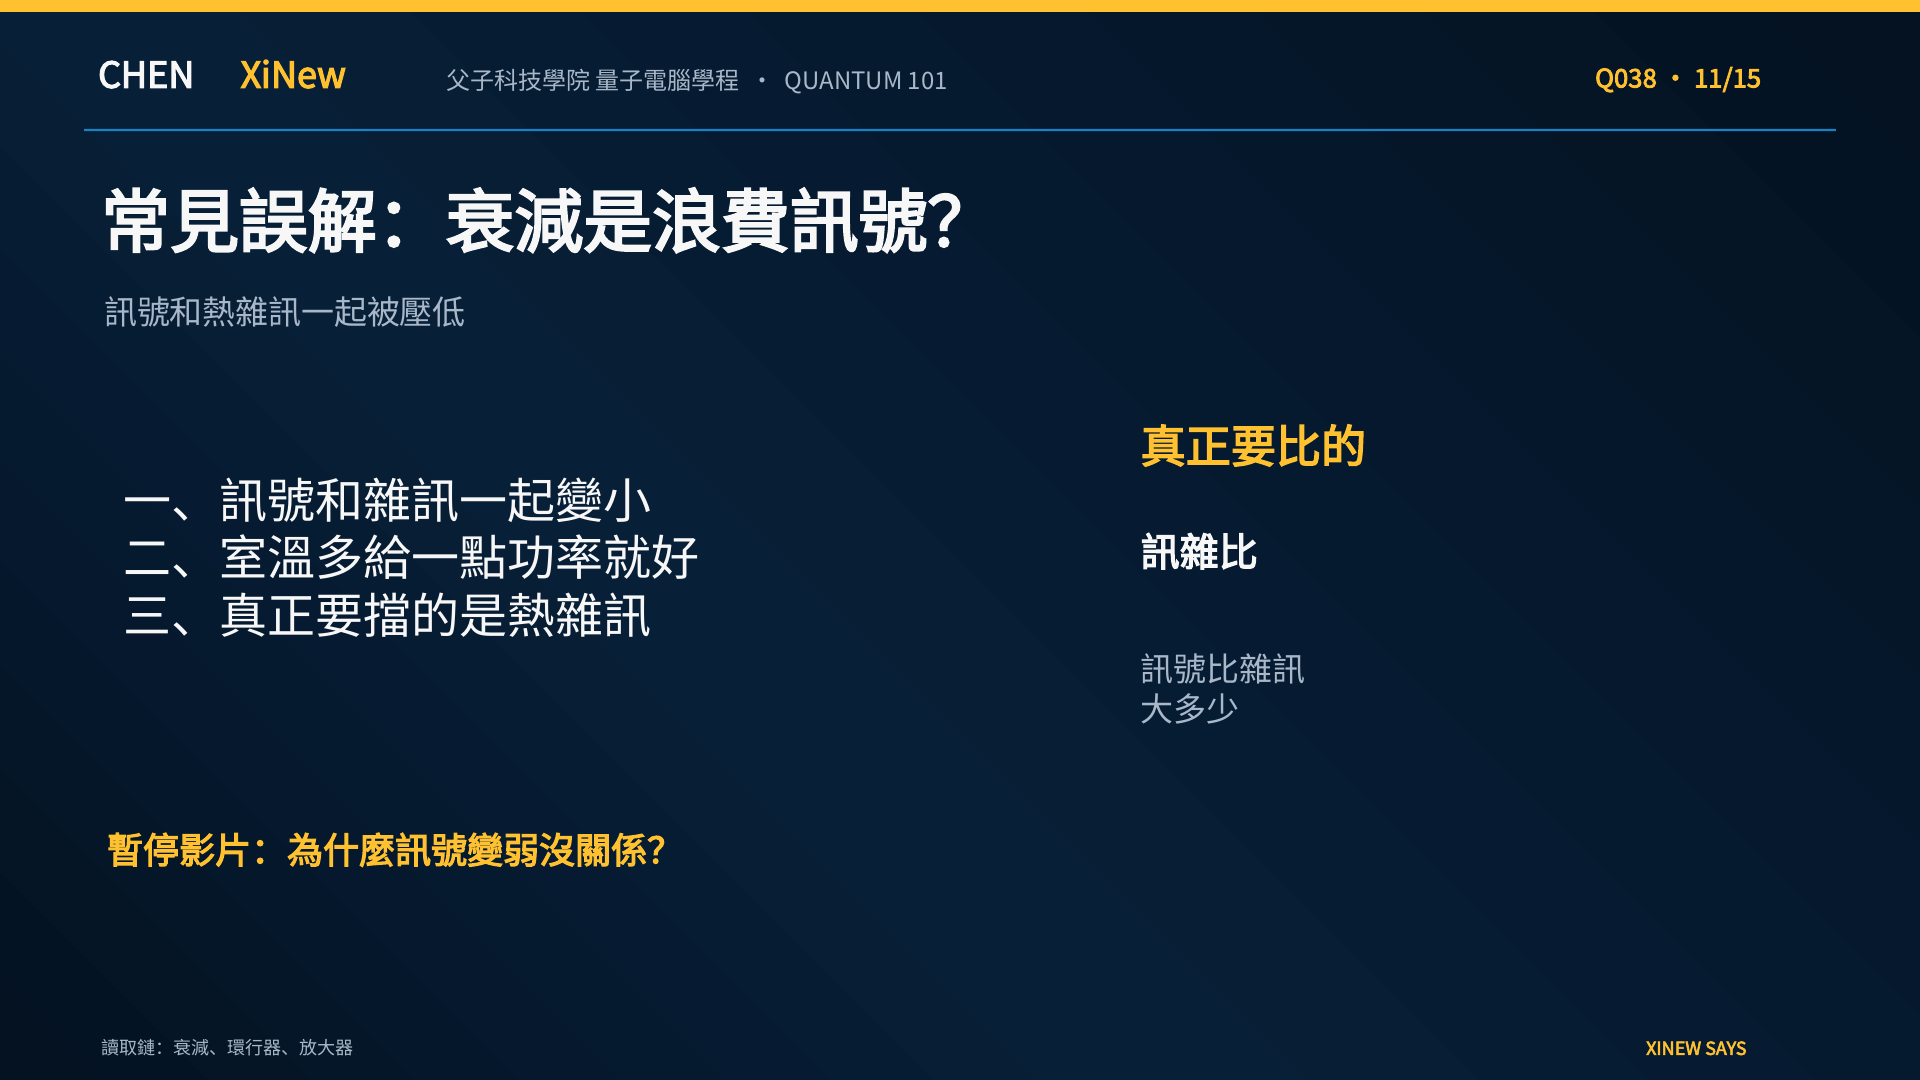 CHEN XiNew 父子科技學院 量子電腦學程 · QUANTUM 101 Q038 · 11/15
常見誤解：衰減是浪費訊號？
訊號和熱雜訊一起被壓低
一、訊號和雜訊一起變小
二、室溫多給一點功率就好
三、真正要擋的是熱雜訊
真正要比的
訊雜比
訊號比雜訊
大多少
暫停影片：為什麼訊號變弱沒關係？
讀取鏈：衰減、環行器、放大器
XINEW SAYS